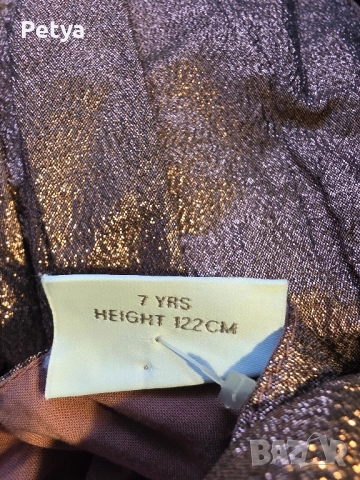 Petya
7 YRS
HEIGHT 122CM
BAZAR